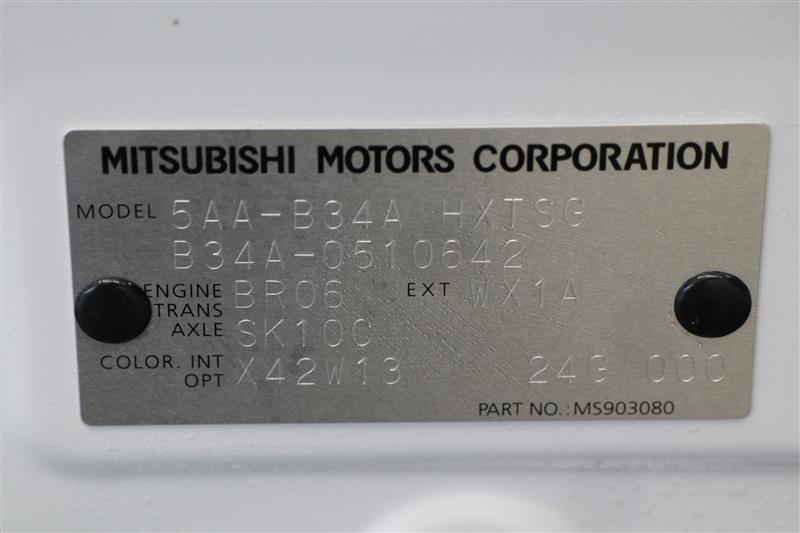 MITSUBISHI MOTORS CORPORATION
MODEL 5AA-B34A HXTSG
B34A-0510642
ENGINE BR06 EXT WX1A
TRANS
AXLE SK10C
COLOR. INT
OPT X42W13 24G 000
PART NO.: MS903080